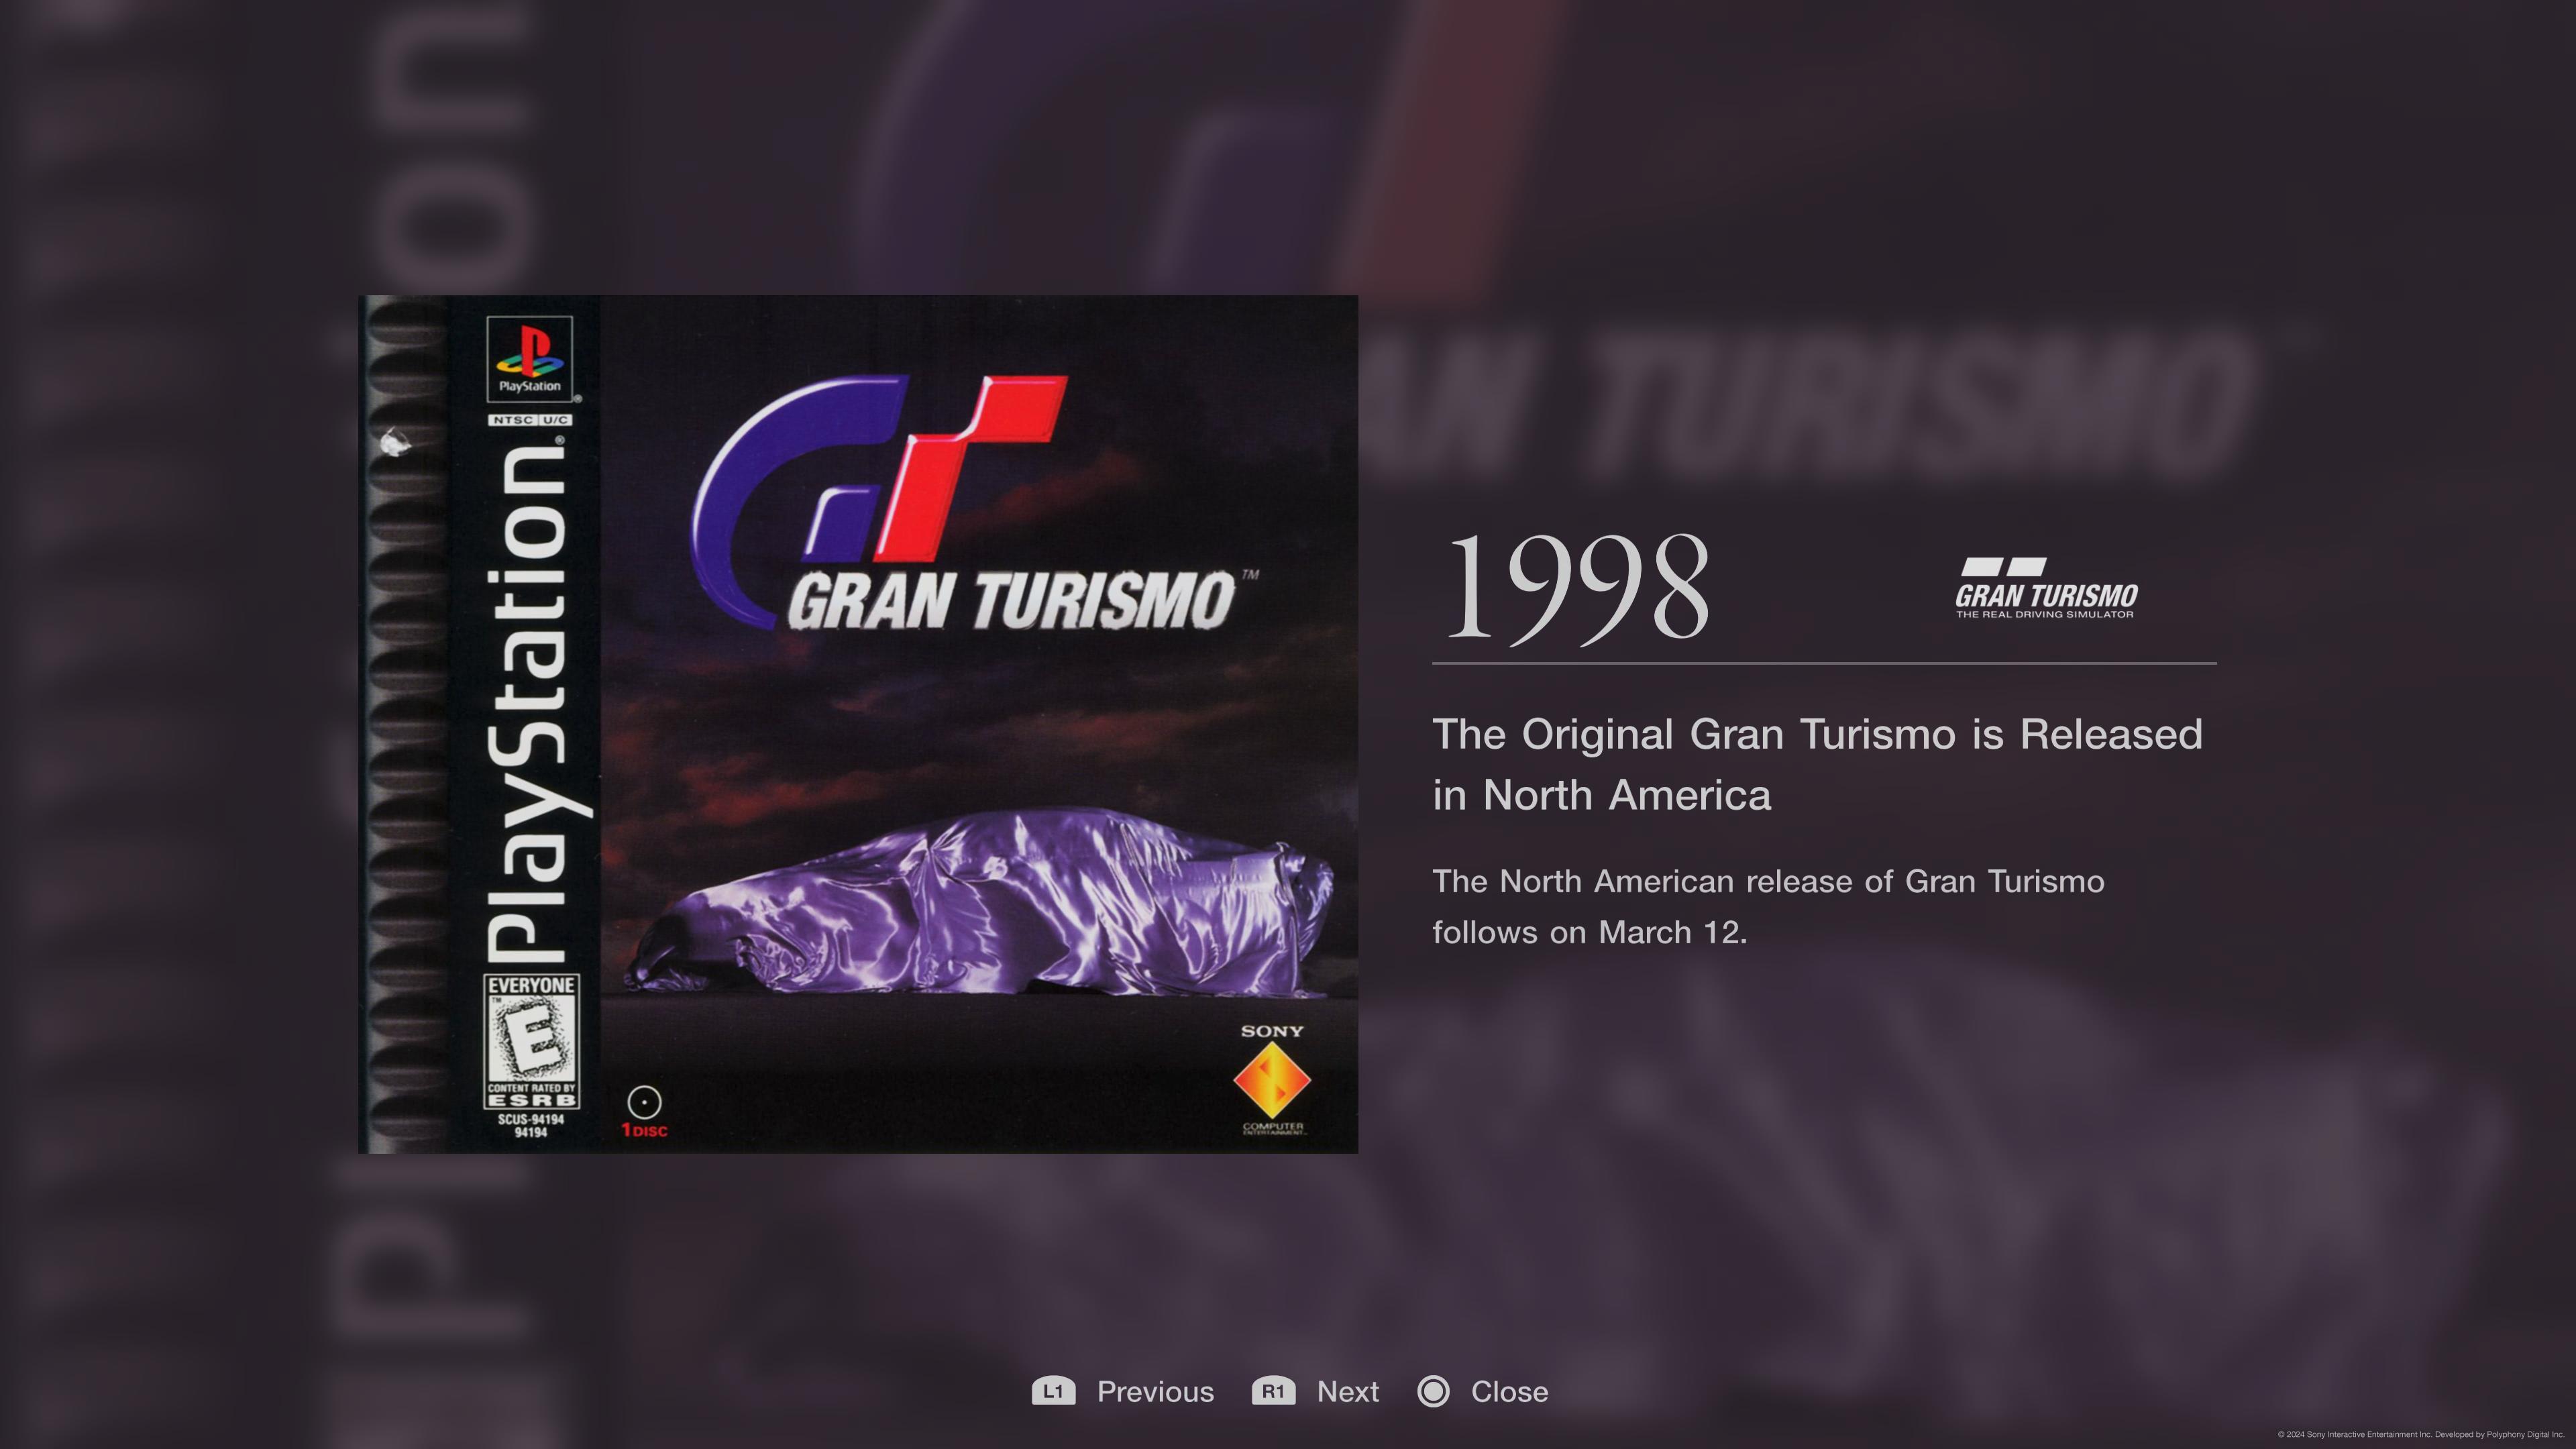 PlayStation
NTSC U/C
PlayStation®
EVERYONE
E
CONTENT RATED BY
ESRB
SCUS-94194
94194
GT
GRAN TURISMO™
1 DISC
SONY
COMPUTER
ENTERTAINMENT
1998
GRAN TURISMO
THE REAL DRIVING SIMULATOR
The Original Gran Turismo is Released
in North America
The North American release of Gran Turismo
follows on March 12.
L1 Previous R1 Next Close
© 2024 Sony Interactive Entertainment Inc. Developed by Polyphony Digital Inc.